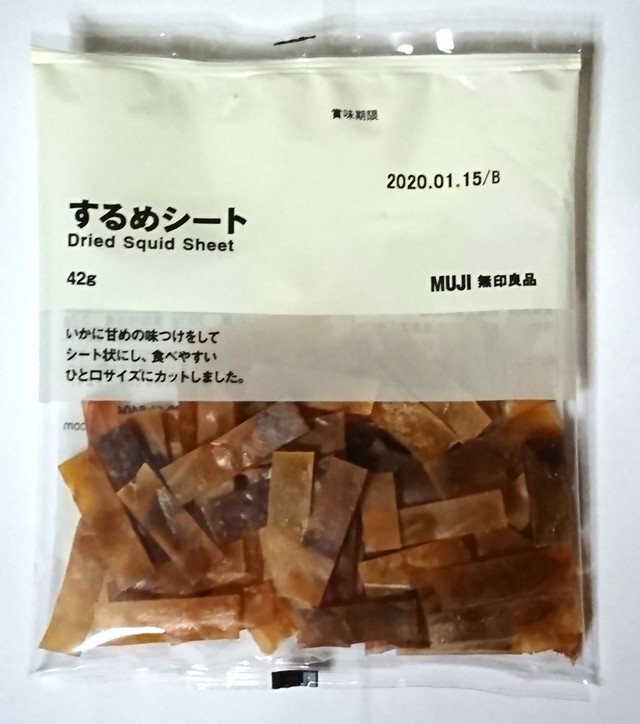 賞味期限
2020.01.15/B
するめシート
Dried Squid Sheet
42g
MUJI 無印良品
いかに甘めの味つけをして
シート状にし、食べやすい
ひと口サイズにカットしました。